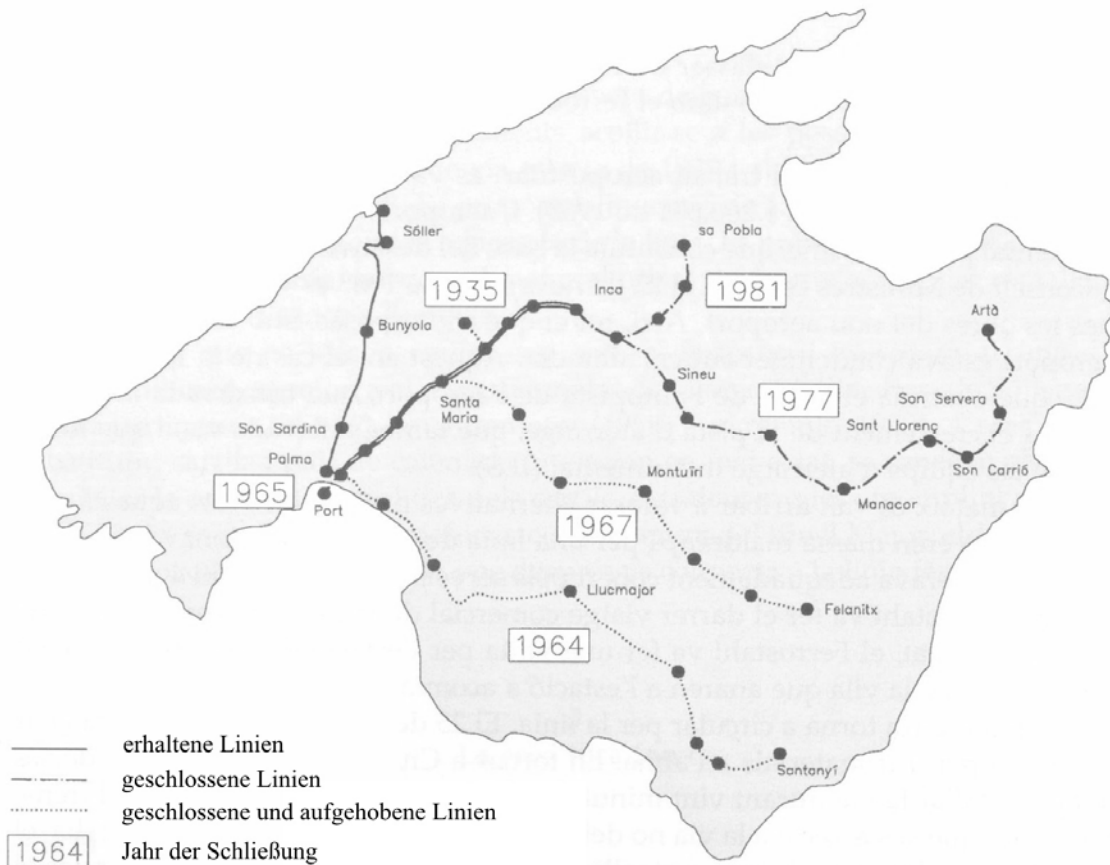 Sóller
sa Pobla
1935
Inca
1981
Bunyola
Artà
Sineu
Santa
María
1977
Son Servera
Son Sardina
Sant Llorenç
Palma
Montuïri
Son Carrió
1965
Port
Manacor
1967
Llucmajor
Felanitx
1964
Santanyí
erhaltene Linien
geschlossene Linien
geschlossene und aufgehobene Linien
1964 Jahr der Schließung